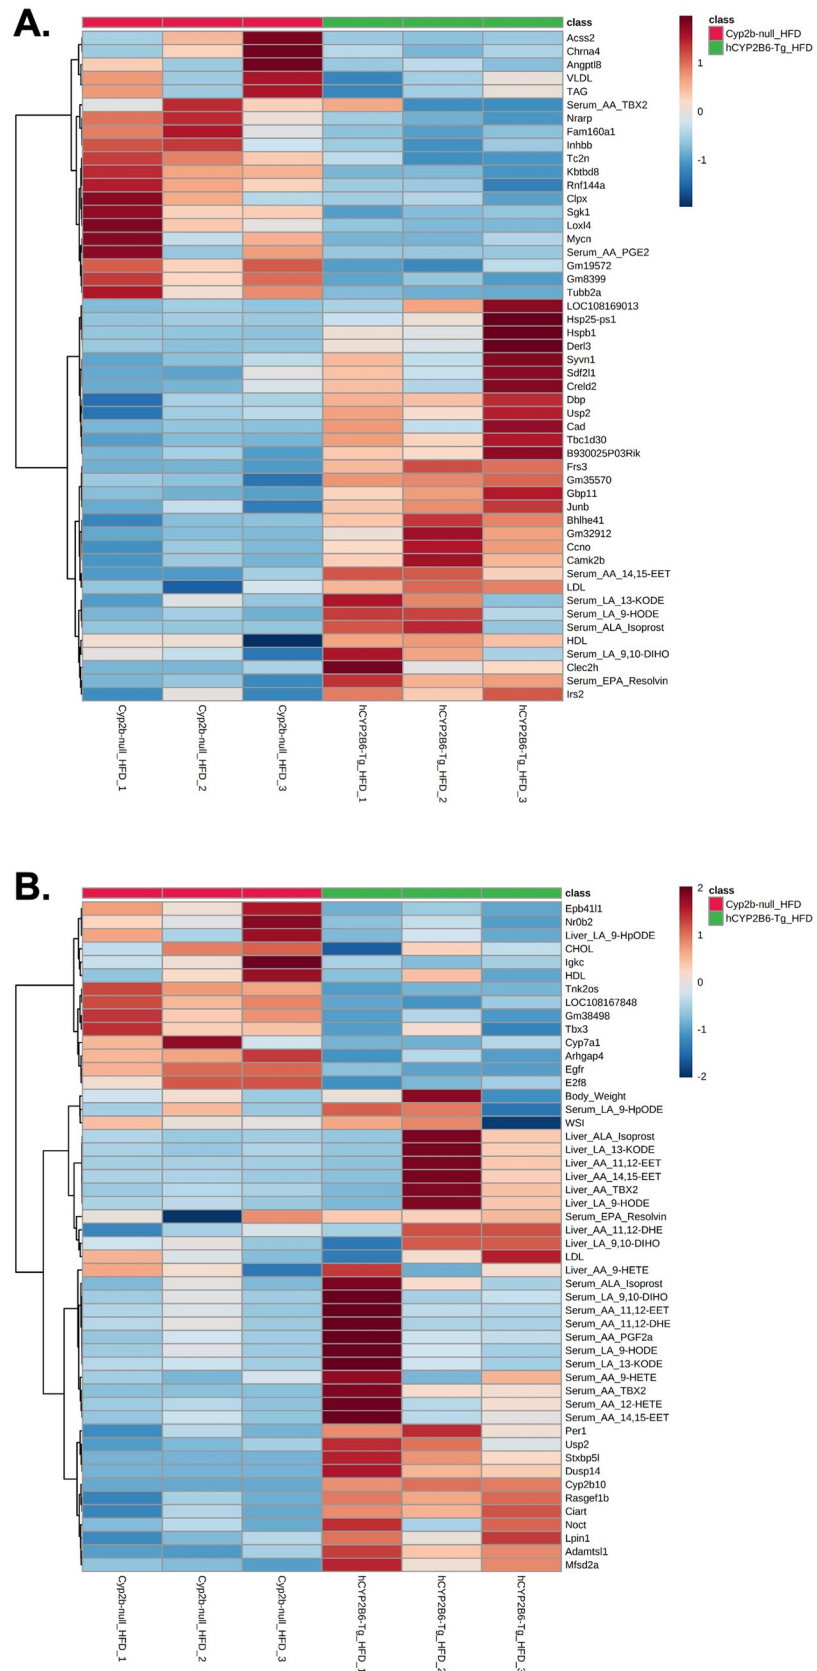 A.
class
Acss2
Chrna4
Angptl8
VLDL
TAG
Serum_AA_TBX2
Nrarp
Fam160a1
Inhbb
Tc2n
Kbtbd8
Rnf144a
Clpx
Sgk1
Loxl4
Mycn
Serum_AA_PGE2
Gm19572
Gm8399
Tubb2a
LOC108169013
Hsp25-ps1
Hspb1
Derl3
Syvn1
Sdf2l1
Creld2
Dbp
Usp2
Cad
Tbc1d30
B930025P03Rik
Frs3
Gm35570
Gbp11
Junb
Bhlhe41
Gm32912
Ccno
Camk2b
Serum_AA_14,15-EET
LDL
Serum_LA_13-KODE
Serum_LA_9-HODE
Serum_ALA_Isoprost
HDL
Serum_LA_9,10-DIHO
Clec2h
Serum_EPA_Resolvin
Irs2
1
0
-1
class
Cyp2b-null_HFD
hCYP2B6-Tg_HFD
Cyp2b-null_HFD_1
Cyp2b-null_HFD_2
Cyp2b-null_HFD_3
hCYP2B6-Tg_HFD_1
hCYP2B6-Tg_HFD_2
hCYP2B6-Tg_HFD_3
B.
class
Epb41l1
Nr0b2
Liver_LA_9-HpODE
CHOL
Igkc
HDL
Tnk2os
LOC108167848
Gm38498
Tbx3
Cyp7a1
Arhgap4
Egfr
E2f8
Body_Weight
Serum_LA_9-HpODE
WSI
Liver_ALA_Isoprost
Liver_LA_13-KODE
Liver_AA_11,12-EET
Liver_AA_14,15-EET
Liver_AA_TBX2
Liver_LA_9-HODE
Serum_EPA_Resolvin
Liver_AA_11,12-DHE
Liver_LA_9,10-DIHO
LDL
Liver_AA_9-HETE
Serum_ALA_Isoprost
Serum_LA_9,10-DIHO
Serum_AA_11,12-EET
Serum_AA_11,12-DHE
Serum_AA_PGF2a
Serum_LA_9-HODE
Serum_LA_13-KODE
Serum_AA_9-HETE
Serum_AA_TBX2
Serum_AA_12-HETE
Serum_AA_14,15-EET
Per1
Usp2
Stxbp5l
Dusp14
Cyp2b10
Rasgef1b
Ciart
Noct
Lpin1
Adamtsl1
Mfsd2a
2
1
0
-1
-2
class
Cyp2b-null_HFD
hCYP2B6-Tg_HFD
Cyp2b-null_HFD_1
Cyp2b-null_HFD_2
Cyp2b-null_HFD_3
hCYP2B6-Tg_HFD_1
hCYP2B6-Tg_HFD_2
hCYP2B6-Tg_HFD_3